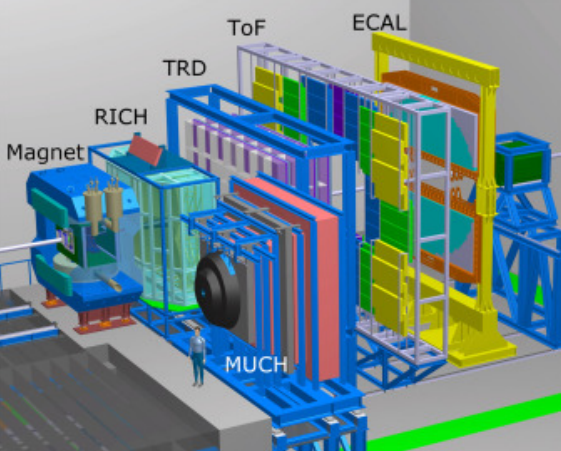 ToF
ECAL
TRD
RICH
Magnet
MUCH